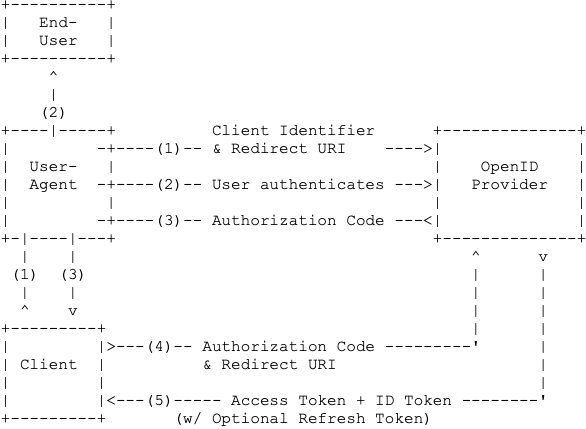 End-
User
(2)
Client Identifier
(1) & Redirect URI
User-
Agent
OpenID
Provider
(2) User authenticates
(3) Authorization Code
(1) (3)
Client
(4) Authorization Code
& Redirect URI
(5) Access Token + ID Token
(w/ Optional Refresh Token)